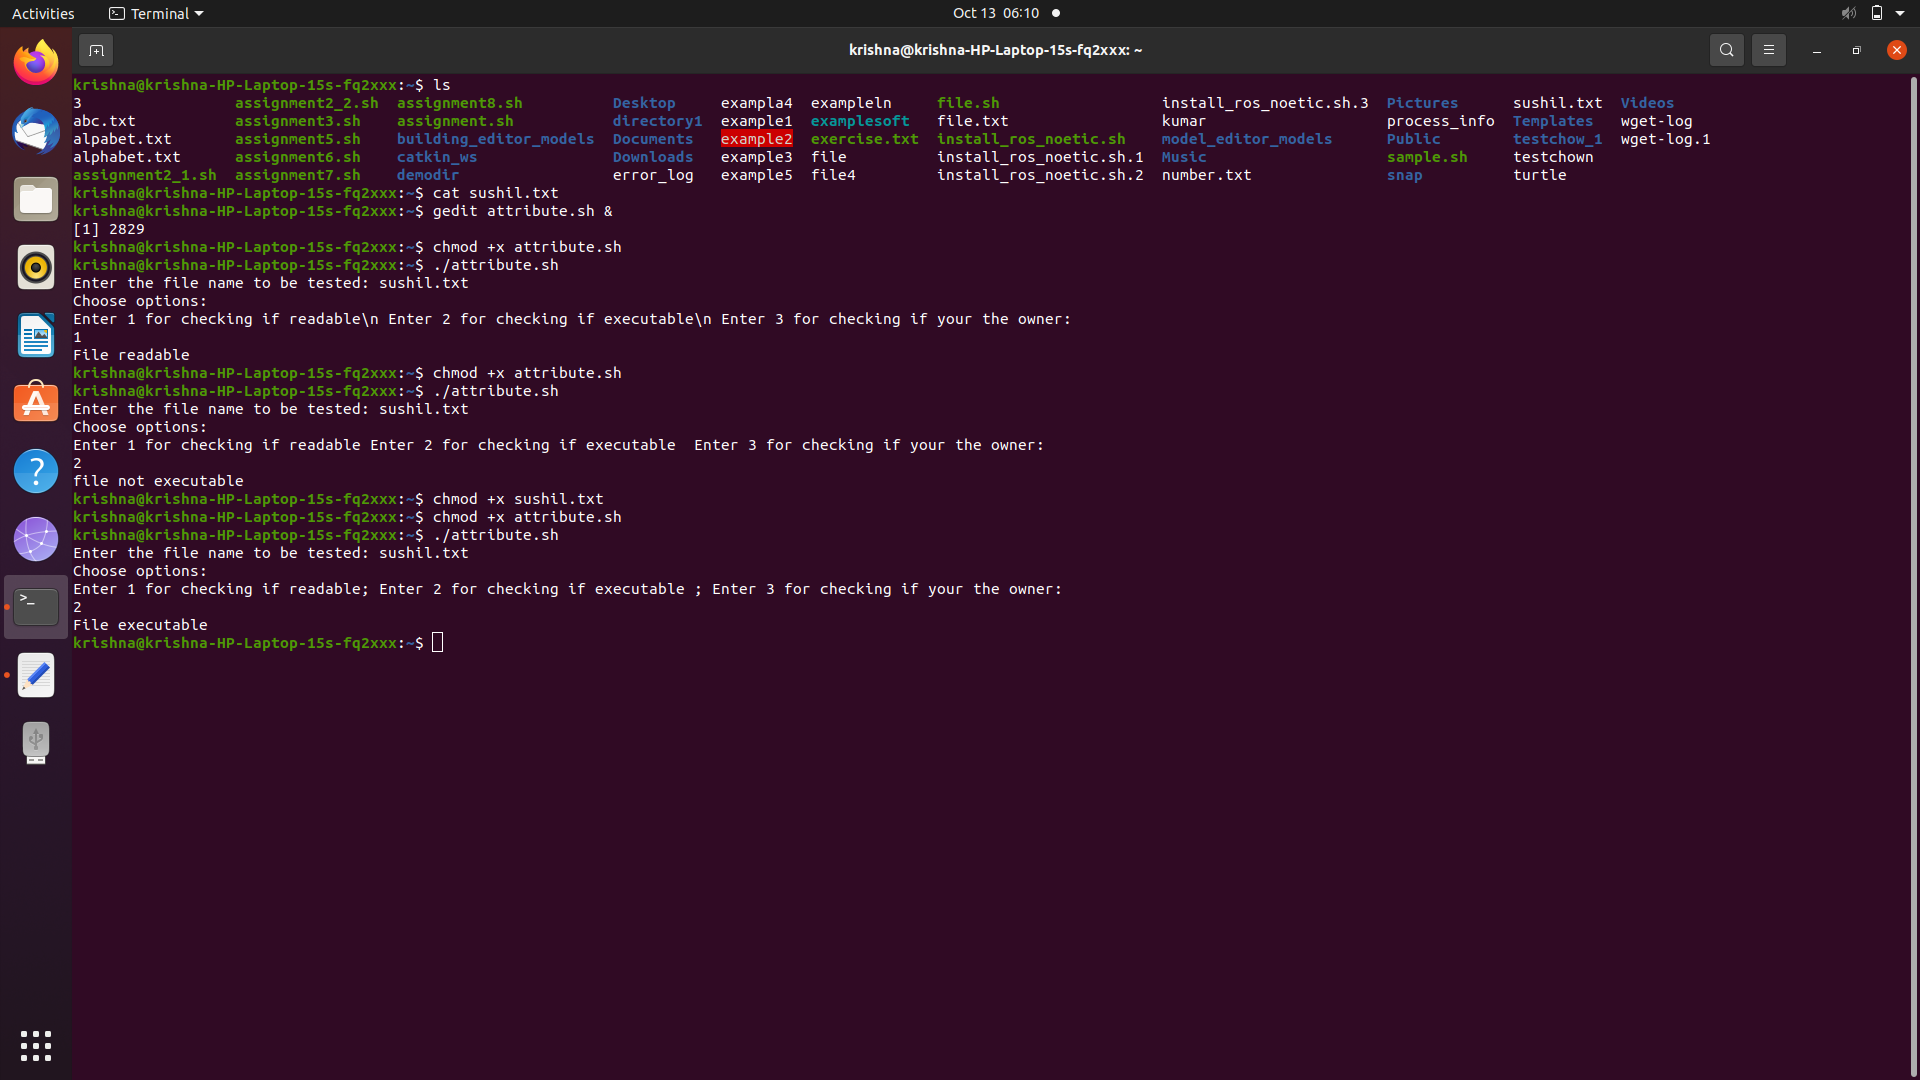 Activities Terminal Oct 13 06:10
krishna@krishna-HP-Laptop-15s-fq2xxx: ~
krishna@krishna-HP-Laptop-15s-fq2xxx:~$ ls
3 assignment2_2.sh assignment8.sh Desktop exampla4 exampleln file.sh install_ros_noetic.sh.3 Pictures sushil.txt Videos
abc.txt assignment3.sh assignment.sh directory1 example1 examplesoft file.txt kumar process_info Templates wget-log
alpabet.txt assignment5.sh building_editor_models Documents example2 exercise.txt install_ros_noetic.sh model_editor_models Public testchow_1 wget-log.1
alphabet.txt assignment6.sh catkin_ws Downloads example3 file install_ros_noetic.sh.1 Music sample.sh testchown
assignment2_1.sh assignment7.sh demodir error_log example5 file4 install_ros_noetic.sh.2 number.txt snap turtle
krishna@krishna-HP-Laptop-15s-fq2xxx:~$ cat sushil.txt
krishna@krishna-HP-Laptop-15s-fq2xxx:~$ gedit attribute.sh &
[1] 2829
krishna@krishna-HP-Laptop-15s-fq2xxx:~$ chmod +x attribute.sh
krishna@krishna-HP-Laptop-15s-fq2xxx:~$ ./attribute.sh
Enter the file name to be tested: sushil.txt
Choose options:
Enter 1 for checking if readable\n Enter 2 for checking if executable\n Enter 3 for checking if your the owner:
1
File readable
krishna@krishna-HP-Laptop-15s-fq2xxx:~$ chmod +x attribute.sh
krishna@krishna-HP-Laptop-15s-fq2xxx:~$ ./attribute.sh
Enter the file name to be tested: sushil.txt
Choose options:
Enter 1 for checking if readable Enter 2 for checking if executable  Enter 3 for checking if your the owner:
2
file not executable
krishna@krishna-HP-Laptop-15s-fq2xxx:~$ chmod +x sushil.txt
krishna@krishna-HP-Laptop-15s-fq2xxx:~$ chmod +x attribute.sh
krishna@krishna-HP-Laptop-15s-fq2xxx:~$ ./attribute.sh
Enter the file name to be tested: sushil.txt
Choose options:
Enter 1 for checking if readable; Enter 2 for checking if executable ; Enter 3 for checking if your the owner:
2
File executable
krishna@krishna-HP-Laptop-15s-fq2xxx:~$